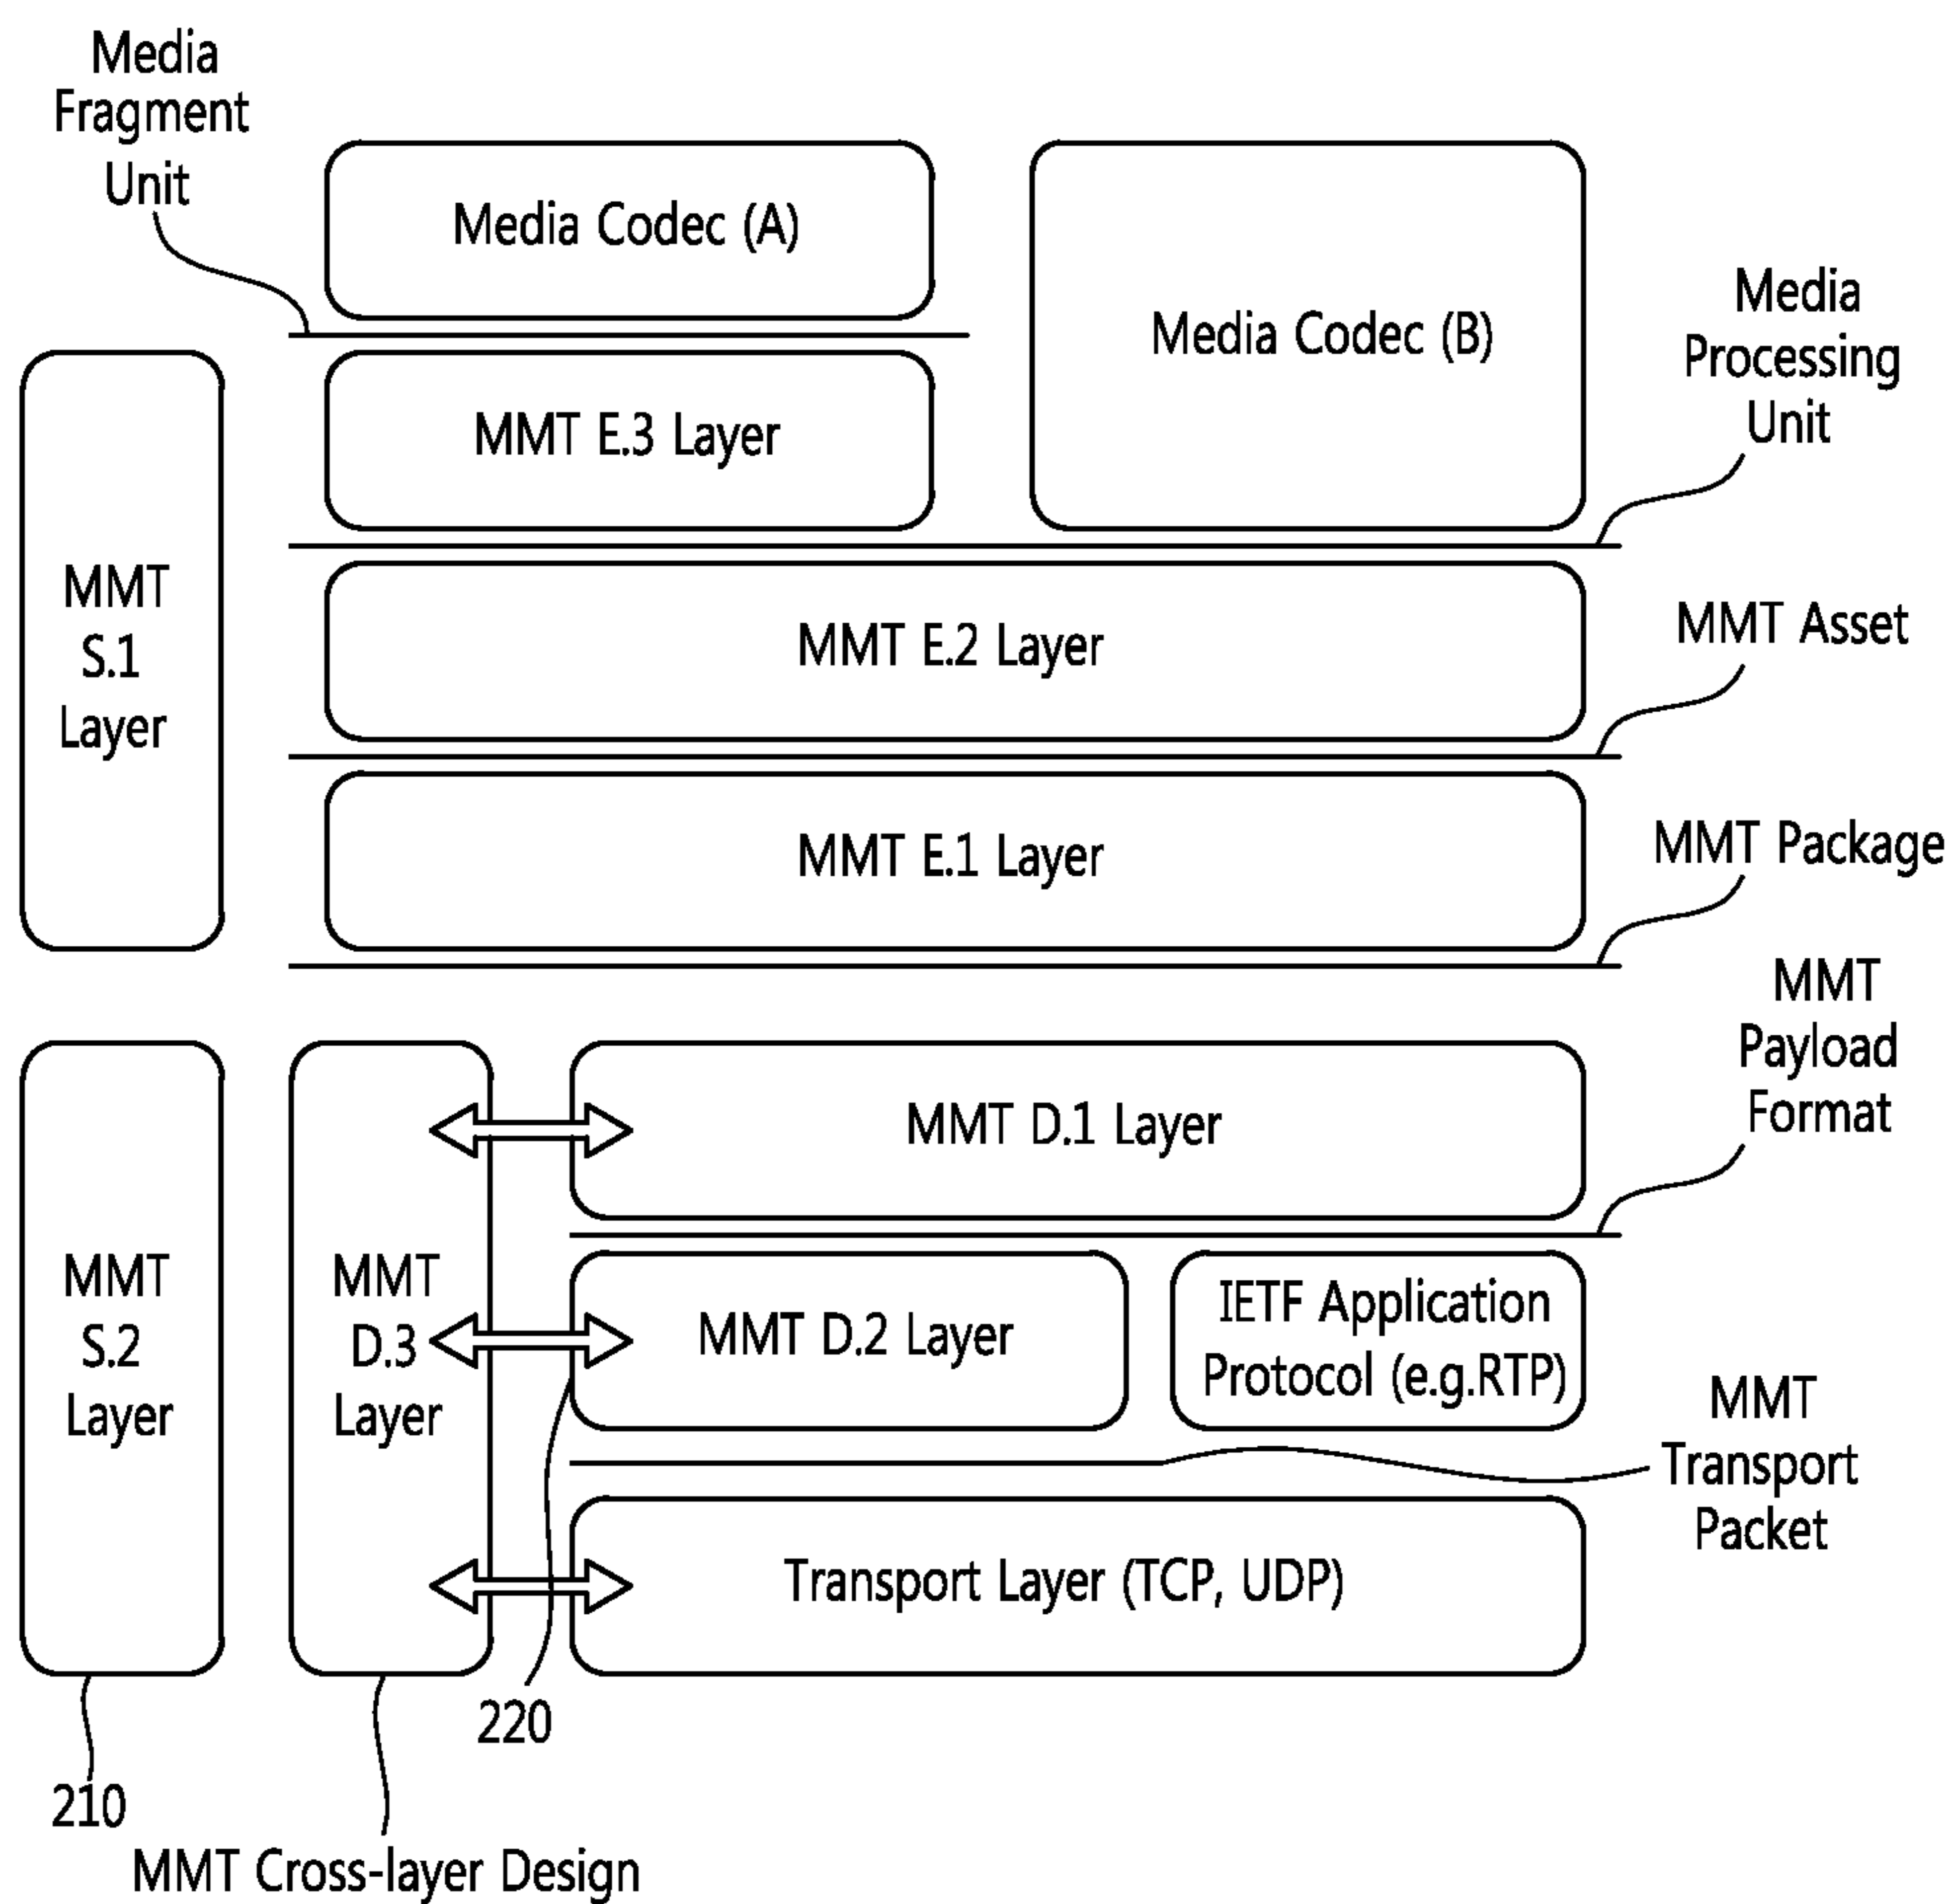 Media
Fragment
Unit
Media Codec (A)
Media Codec (B)
Media
Processing
Unit
MMT E.3 Layer
MMT
S.1
Layer
MMT E.2 Layer
MMT Asset
MMT E.1 Layer
MMT Package
MMT
Payload
Format
MMT D.1 Layer
MMT
S.2
Layer
MMT
D.3
Layer
MMT D.2 Layer
IETF Application
Protocol (e.g.RTP)
MMT
Transport
Packet
Transport Layer (TCP, UDP)
220
210
MMT Cross-layer Design